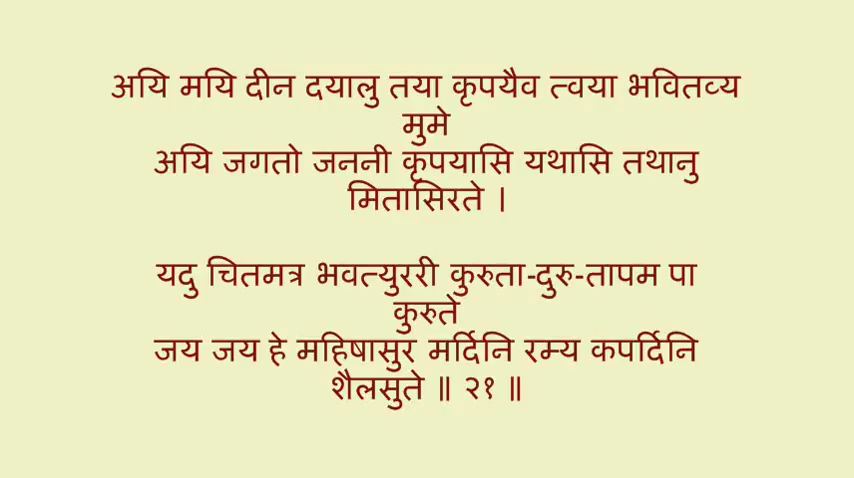 अयि मयि दीन दयालु तया कृपयैव त्वया भवितव्य
मुमे
अयि जगतो जननी कृपयासि यथासि तथानु
मितासिरते ।
यदु चितमत्र भवत्युररी कुरुता-दुरु-तापम पा
कुरुते
जय जय हे महिषासुर मर्दिनि रम्य कपर्दिनि
शैलसुते ॥ २१ ॥